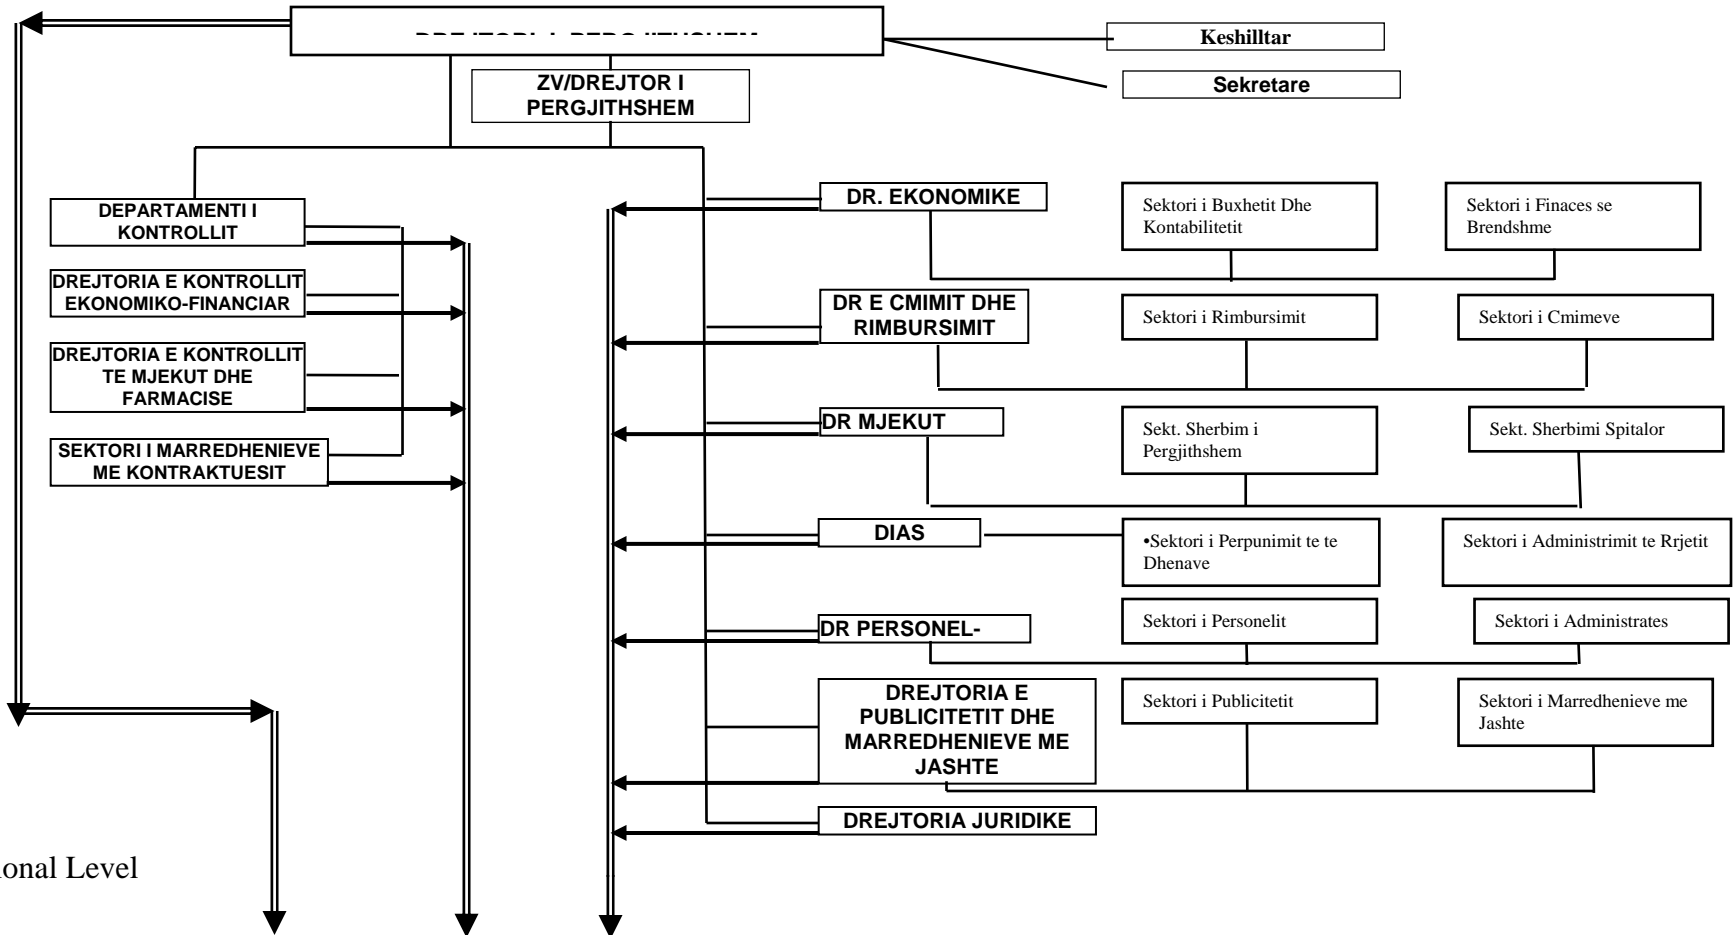 Keshilltar
ZV/DREJTOR I
PERGJITHSHEM
Sekretare
DEPARTAMENTI I
KONTROLLIT
DREJTORIA E KONTROLLIT
EKONOMIKO-FINANCIAR
DREJTORIA E KONTROLLIT
TE MJEKUT DHE
FARMACISE
SEKTORI I MARREDHENIEVE
ME KONTRAKTUESIT
DR. EKONOMIKE
Sektori i Buxhetit Dhe
Kontabilitetit
Sektori i Finaces se
Brendshme
DR E CMIMIT DHE
RIMBURSIMIT
Sektori i Rimbursimit
Sektori i Cmimeve
DR MJEKUT
Sekt. Sherbim i
Pergjithshem
Sekt. Sherbimi Spitalor
DIAS
•Sektori i Perpunimit te te
Dhenave
Sektori i Administrimit te Rrjetit
DR PERSONEL-
Sektori i Personelit
Sektori i Administrates
DREJTORIA E
PUBLICITETIT DHE
MARREDHENIEVE ME
JASHTE
Sektori i Publicitetit
Sektori i Marredhenieve me
Jashte
DREJTORIA JURIDIKE
onal Level